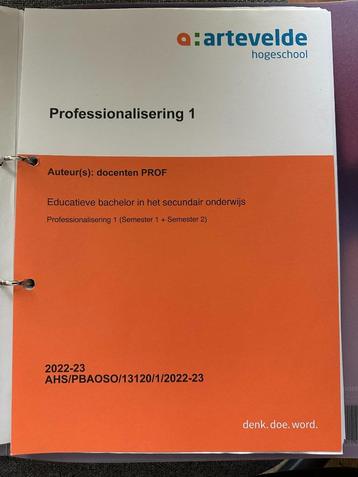 a:artevelde
hogeschool
Professionalisering 1
Auteur(s): docenten PROF
Educatieve bachelor in het secundair onderwijs
Professionalisering 1 (Semester 1 + Semester 2)
2022-23
AHS/PBAOSO/13120/1/2022-23
denk.doe.word.